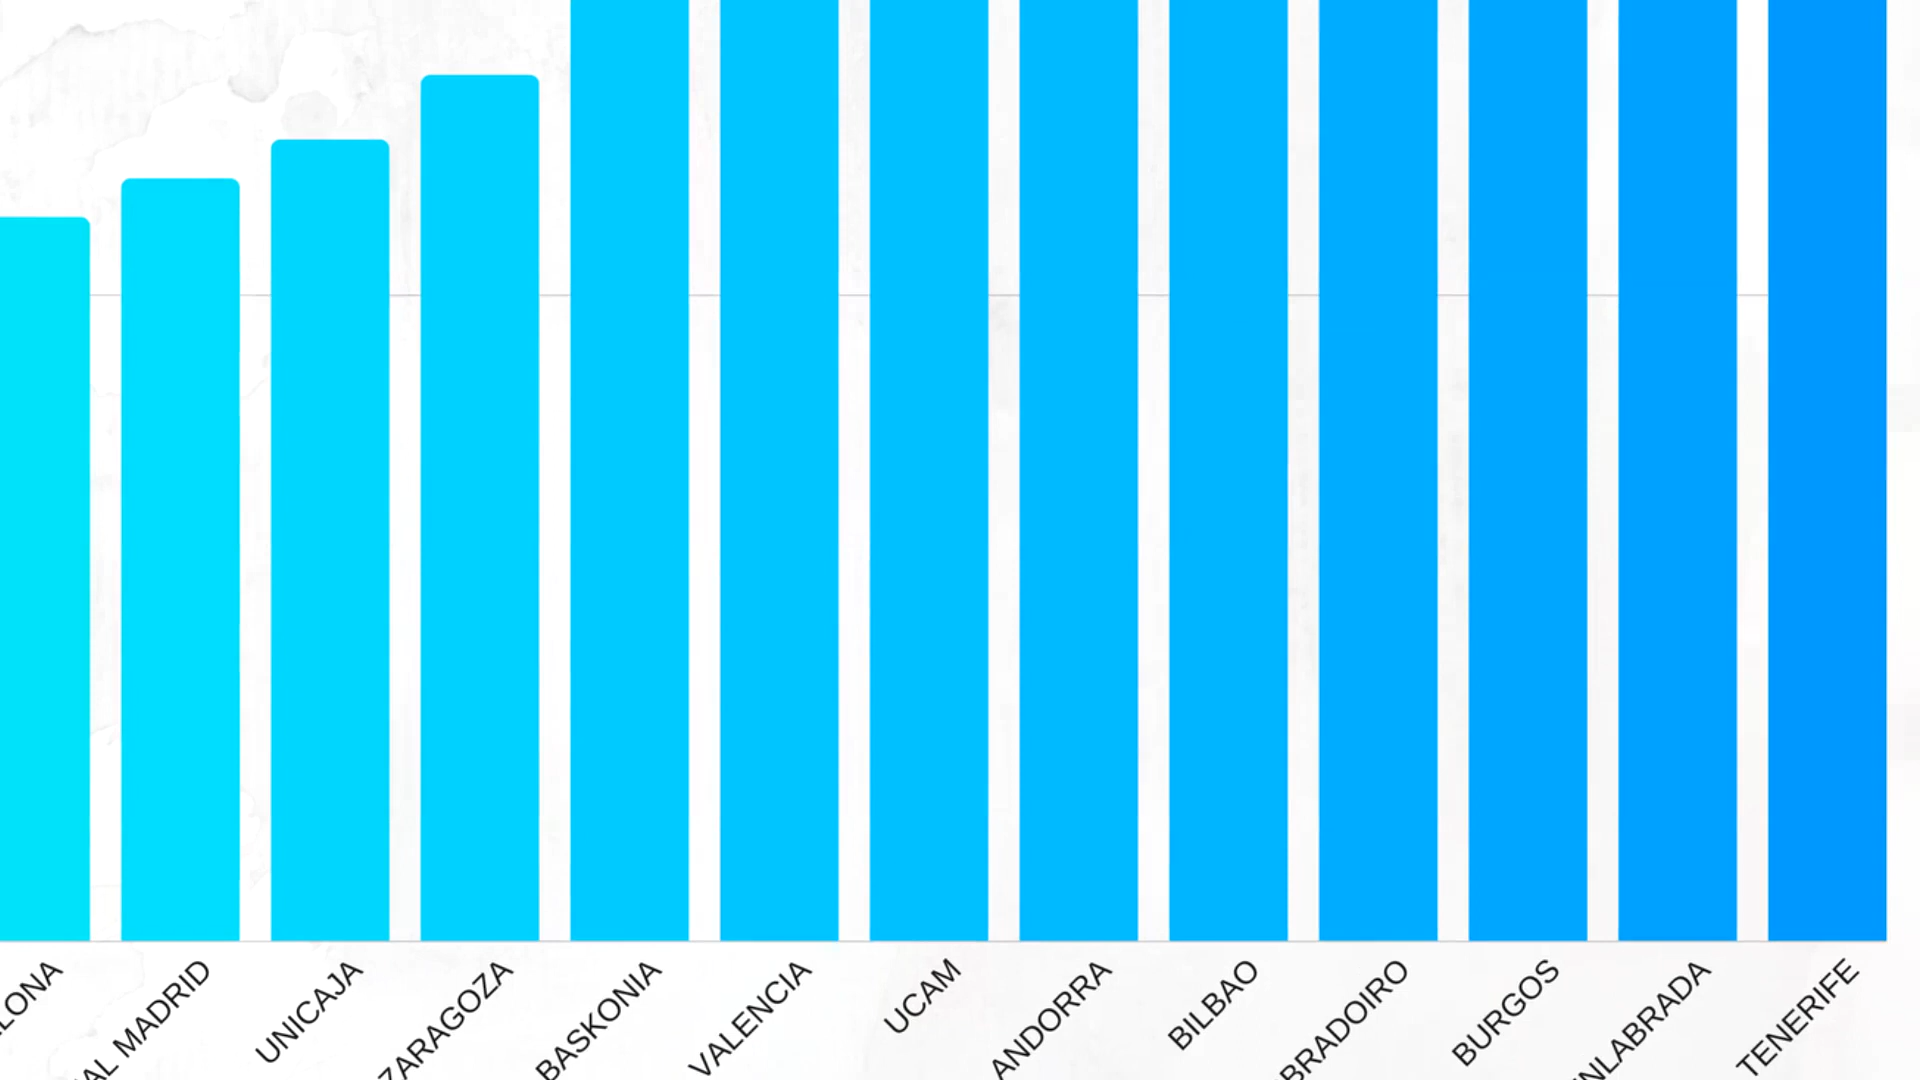 LONA
AL MADRID
UNICAJA
ZARAGOZA
BASKONIA
VALENCIA
UCAM
ANDORRA
BILBAO
BRADOIRO
BURGOS
NLABRADA
TENERIFE